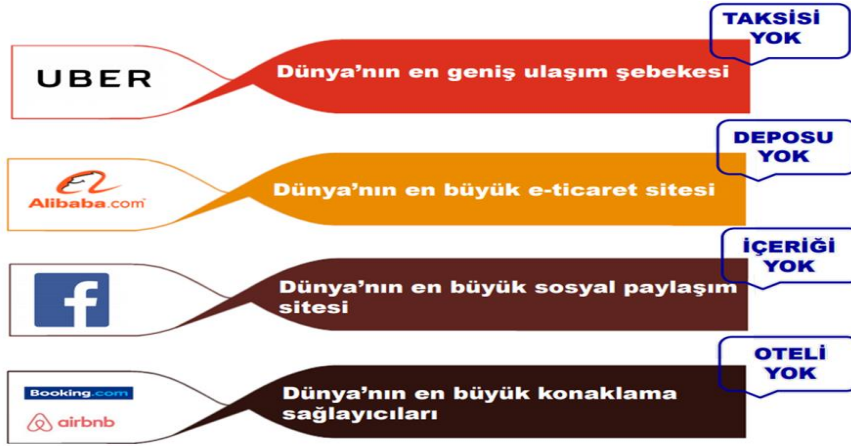 TAKSİSİ
YOK
UBER
Dünya’nın en geniş ulaşım şebekesi
DEPOSU
YOK
Alibaba.com
Dünya’nın en büyük e-ticaret sitesi
İÇERİĞİ
YOK
f
Dünya’nın en büyük sosyal paylaşım
sitesi
OTELİ
YOK
Booking.com
airbnb
Dünya’nın en büyük konaklama
sağlayıcıları